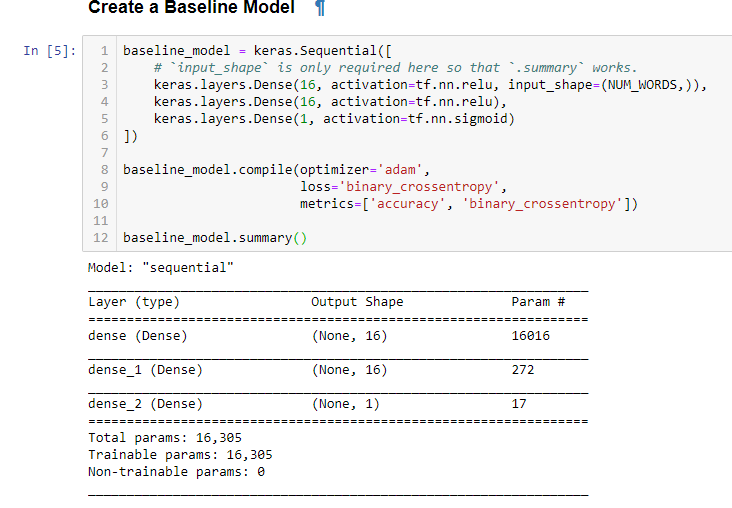 Create a Baseline Model ¶
In [5]:
1 baseline_model = keras.Sequential([
2     # `input_shape` is only required here so that `.summary` works.
3     keras.layers.Dense(16, activation=tf.nn.relu, input_shape=(NUM_WORDS,)),
4     keras.layers.Dense(16, activation=tf.nn.relu),
5     keras.layers.Dense(1, activation=tf.nn.sigmoid)
6 ])
7
8 baseline_model.compile(optimizer='adam',
9                        loss='binary_crossentropy',
10                        metrics=['accuracy', 'binary_crossentropy'])
11
12 baseline_model.summary()
Model: "sequential"
_________________________________________________________________
Layer (type)                 Output Shape              Param #
=================================================================
dense (Dense)                (None, 16)                16016
_________________________________________________________________
dense_1 (Dense)              (None, 16)                272
_________________________________________________________________
dense_2 (Dense)              (None, 1)                 17
=================================================================
Total params: 16,305
Trainable params: 16,305
Non-trainable params: 0
_________________________________________________________________